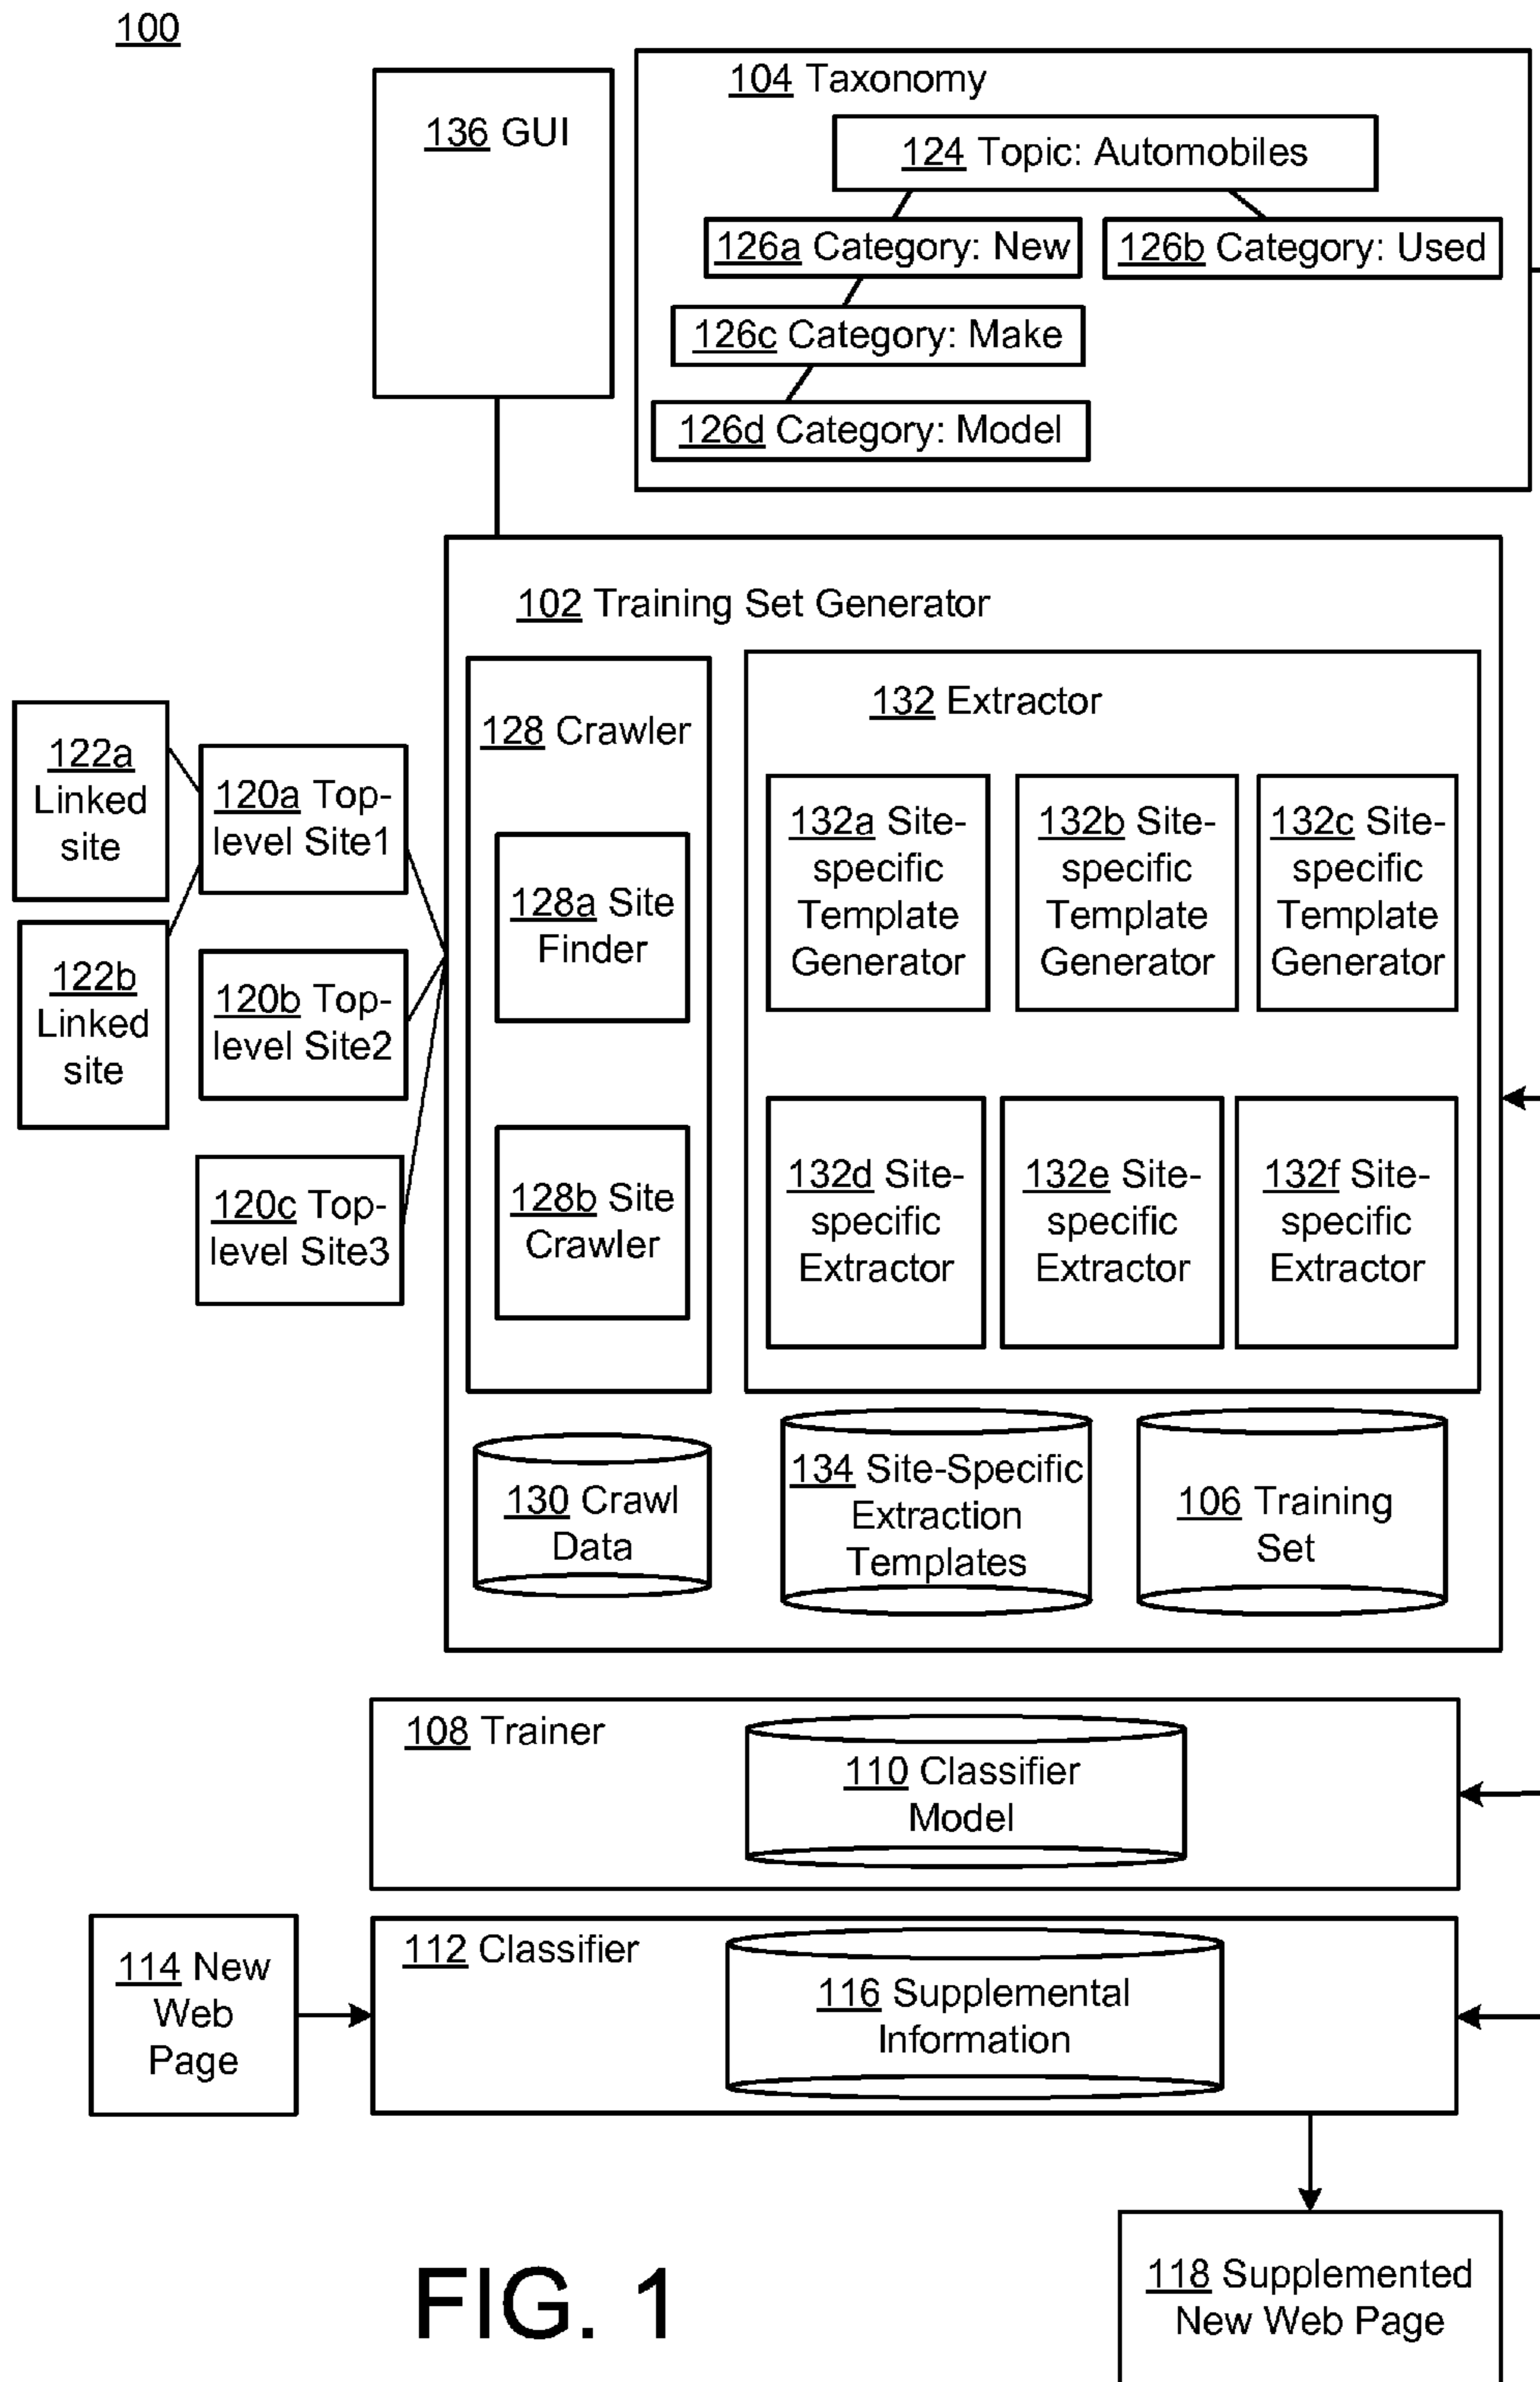 100
104 Taxonomy
136 GUI
124 Topic: Automobiles
126a Category: New
126b Category: Used
126c Category: Make
126d Category: Model
102 Training Set Generator
128 Crawler
132 Extractor
122a
Linked
site
120a Top-
level Site1
122b
Linked
site
120b Top-
level Site2
120c Top-
level Site3
128a Site
Finder
128b Site
Crawler
132a Site-
specific
Template
Generator
132b Site-
specific
Template
Generator
132c Site-
specific
Template
Generator
132d Site-
specific
Extractor
132e Site-
specific
Extractor
132f Site-
specific
Extractor
130 Crawl
Data
134 Site-Specific
Extraction
Templates
106 Training
Set
108 Trainer
110 Classifier
Model
114 New
Web
Page
112 Classifier
116 Supplemental
Information
118 Supplemented
New Web Page
FIG. 1